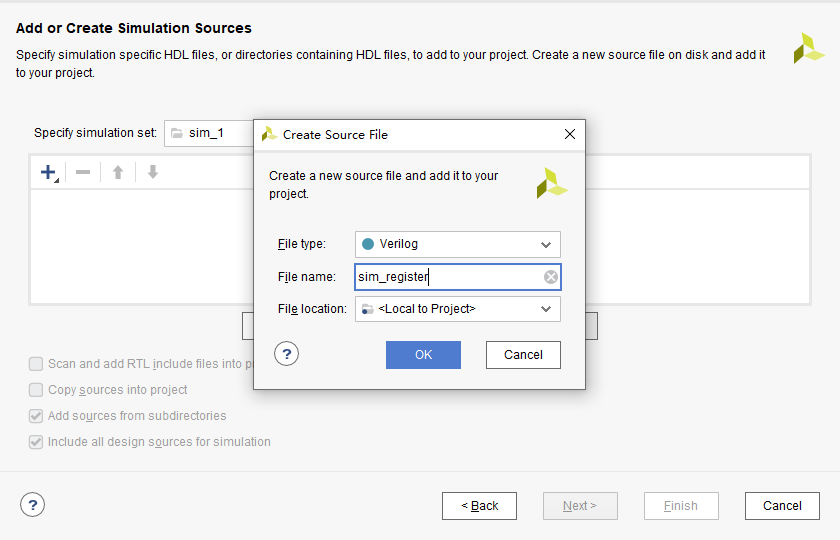 Add or Create Simulation Sources
Specify simulation specific HDL files, or directories containing HDL files, to add to your project. Create a new source file on disk and add it
to your project.
Specify simulation set: sim_1
Create Source File
Create a new source file and add it to your
project.
File type: Verilog
File name: sim_register
File location: <Local to Project>
? OK Cancel
Scan and add RTL include files into
Copy sources into project
Add sources from subdirectories
Include all design sources for simulation
? < Back Next > Finish Cancel